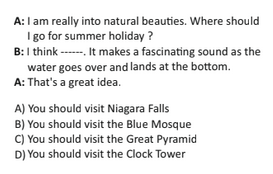 A: I am really into natural beauties. Where should
I go for summer holiday ?
B: I think ------. It makes a fascinating sound as the
water goes over and lands at the bottom.
A: That's a great idea.
A) You should visit Niagara Falls
B) You should visit the Blue Mosque
C) You should visit the Great Pyramid
D) You should visit the Clock Tower